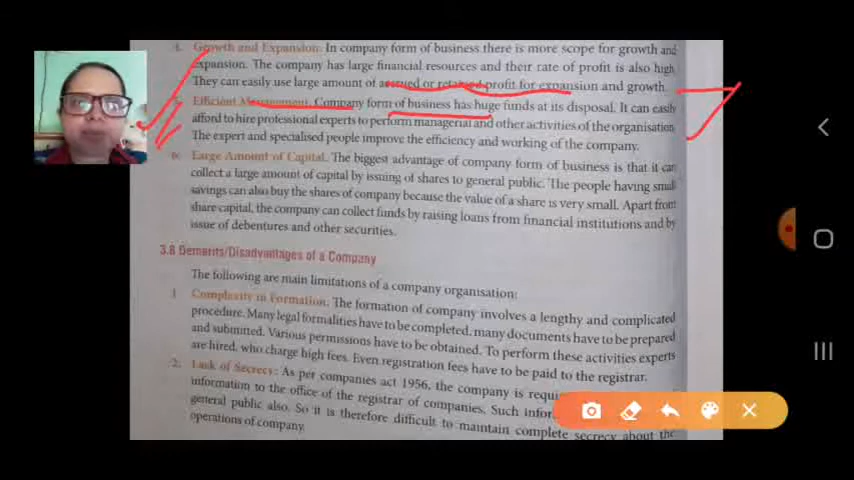 4. Growth and Expansion. In company form of business there is more scope for growth and
expansion. The company has large financial resources and their rate of profit is also high.
They can easily use large amount of accrued or retained profit for expansion and growth.
Efficient Management. Company form of business has huge funds at its disposal. It can easily
afford to hire professional experts to perform managerial and other activities of the organisation.
The expert and specialised people improve the efficiency and working of the company.
6. Large Amount of Capital. The biggest advantage of company form of business is that it can
collect a large amount of capital by issuing of shares to general public. The people having small
savings can also buy the shares of company because the value of a share is very small. Apart from
share capital, the company can collect funds by raising loans from financial institutions and by
issue of debentures and other securities.
3.8 Demerits/Disadvantages of a Company
The following are main limitations of a company organisation:
1. Complexity in Formation. The formation of company involves a lengthy and complicated
procedure. Many legal formalities have to be completed, many documents have to be prepared
and submitted. Various permissions have to be obtained. To perform these activities experts
are hired, who charge high fees. Even registration fees have to be paid to the registrar.
2. Lack of Secrecy: As per companies act 1956, the company is of
information to the office of the registrar of companies. Such
general public also. So it is therefore difficult to maintain complete secrecy about the
operations of company.